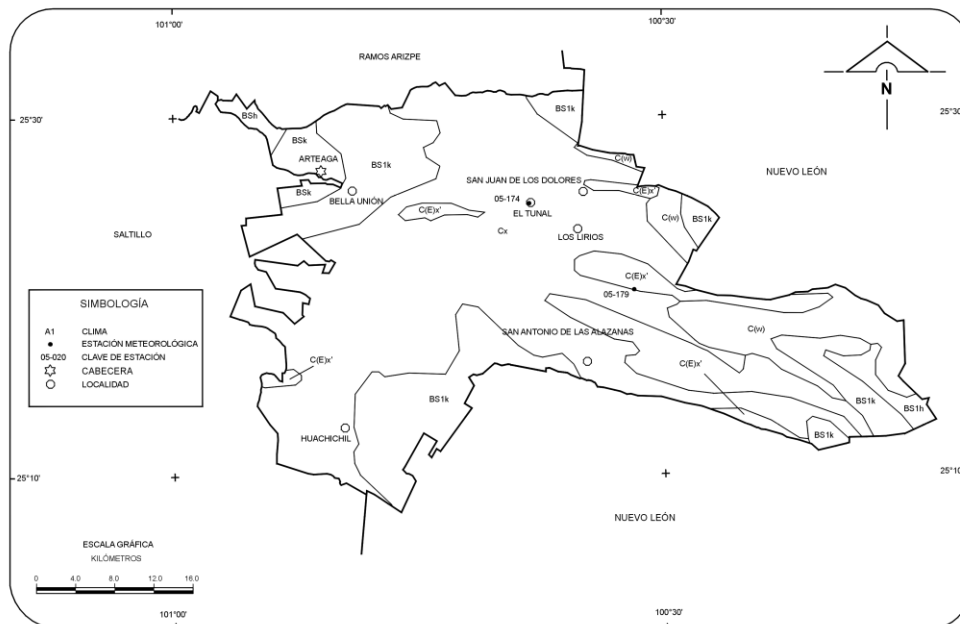 101°00'
100°30'
RAMOS ARIZPE
25°30'
25°30'
BSh
BS1k
BSk
ARTEAGA
BS1k
C(w)
NUEVO LEÓN
SAN JUAN DE LOS DOLORES
BSk
BELLA UNIÓN
05-174
EL TUNAL
C(E)x'
C(E)x'
C(w)
BS1k
SALTILLO
Cx
LOS LIRIOS
C(E)x'
05-179
SIMBOLOGÍA
A1 CLIMA
ESTACIÓN METEOROLÓGICA
05-020 CLAVE DE ESTACIÓN
CABECERA
LOCALIDAD
C(w)
SAN ANTONIO DE LAS ALAZANAS
C(E)x'
C(E)x'
BS1k
BS1k
BS1h
HUACHICHIL
BS1k
25°10'
25°10'
NUEVO LEÓN
ESCALA GRÁFICA
KILÓMETROS
0 4.0 8.0 12.0 16.0
101°00'
100°30'
N